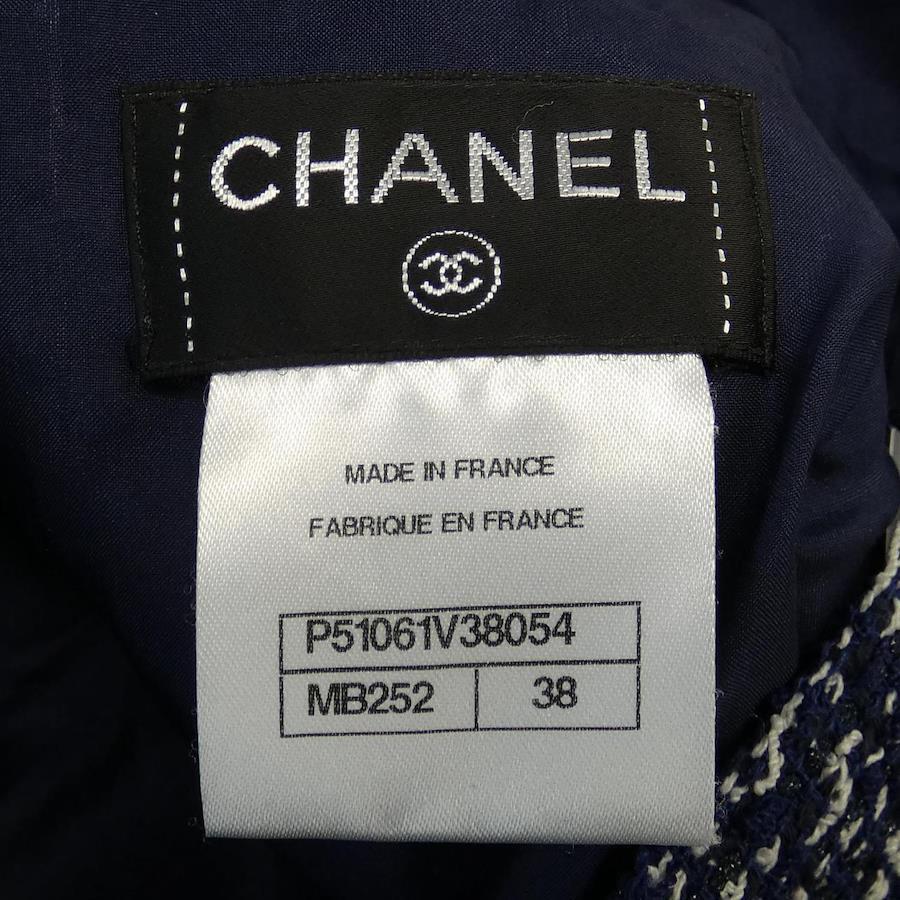 CHANEL
MADE IN FRANCE
FABRIQUE EN FRANCE
P51061V38054
MB252 38